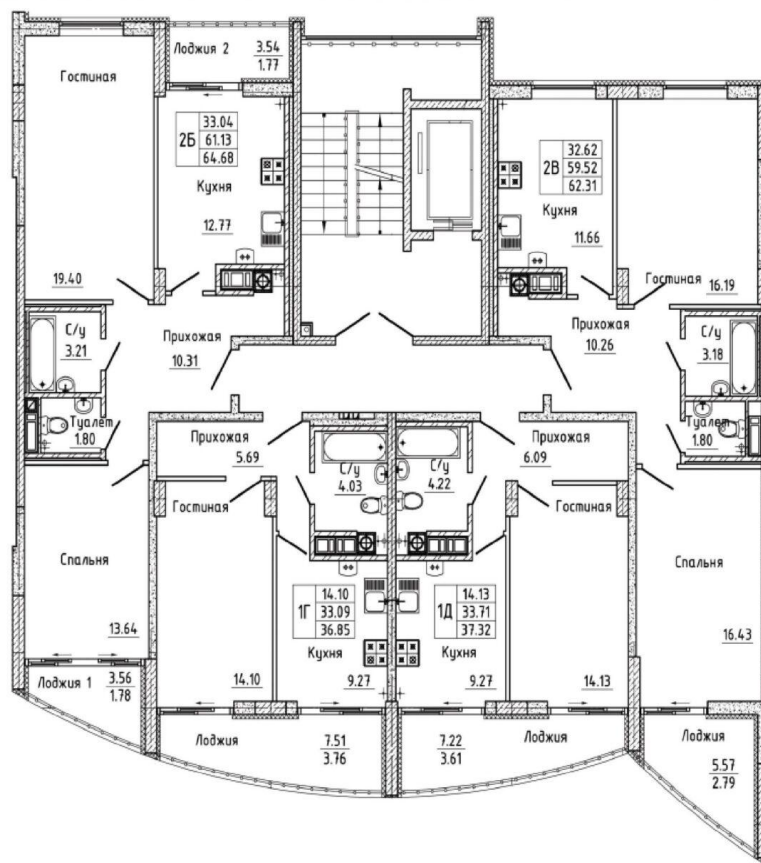 Лоджия 2
3.54
1.77
Гостиная
19.40
2Б
33.04
61.13
64.68
Кухня
12.77
2В
32.62
59.52
62.31
Кухня
11.66
Гостиная
16.19
С/у
3.21
Прихожая
10.31
Прихожая
10.26
С/у
3.18
Туалет
1.80
Туалет
1.80
Прихожая
5.69
С/у
4.03
С/у
4.22
Прихожая
6.09
Гостиная
14.10
Гостиная
14.13
Спальня
13.64
Спальня
16.43
1Г
14.10
33.09
36.85
Кухня
9.27
1Д
14.13
33.71
37.32
Кухня
9.27
Лоджия 1
3.56
1.78
Лоджия
7.51
3.76
7.22
3.61
Лоджия
Лоджия
5.57
2.79